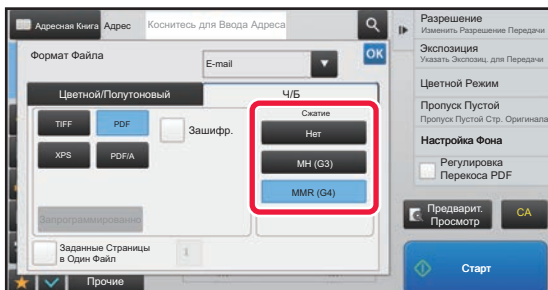 Адресная Книга
Адрес
Коснитесь для Ввода Адреса
Формат Файла
E-mail
OK
Цветной/Полутоновый
Ч/Б
TIFF
PDF
Зашифр.
XPS
PDF/A
Запрограммированно
Сжатие
Нет
MH (G3)
MMR (G4)
Заданные Страницы
в Один Файл
1
Прочие
Разрешение
Изменить Разрешение Передачи
Экспозиция
Указать Экспозиц. для Передачи
Цветной Режим
Пропуск Пустой
Пропуск Пустой Стр. Оригинала
Настройка Фона
Регулировка
Перекоса PDF
Предварит.
Просмотр
CA
Старт